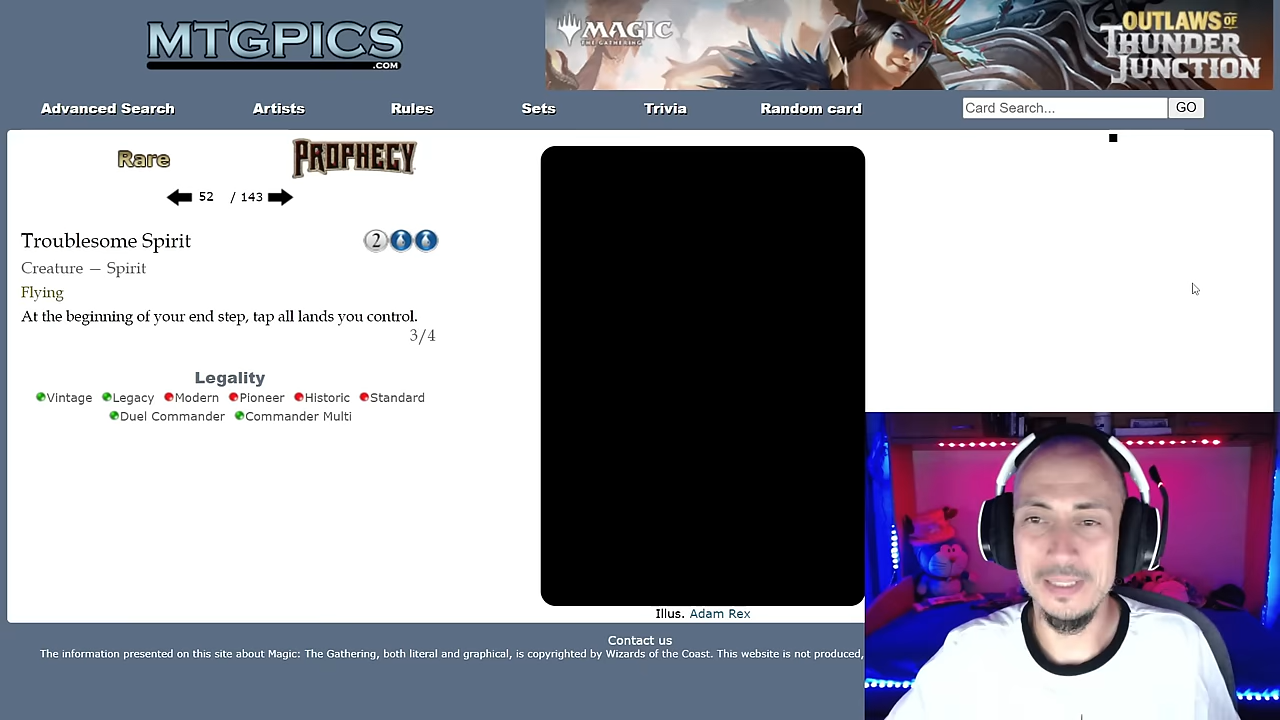 MTGPICS
.COM
MAGIC
THE GATHERING
OUTLAWS OF
THUNDER
JUNCTION
Advanced Search Artists Rules Sets Trivia Random card Card Search... GO
Rare PROPHECY
52 / 143
Troublesome Spirit 2
Creature — Spirit
Flying
At the beginning of your end step, tap all lands you control.
3/4
Legality
Vintage Legacy Modern Pioneer Historic Standard
Duel Commander Commander Multi
Illus. Adam Rex
Contact us
The information presented on this site about Magic: The Gathering, both literal and graphical, is copyrighted by Wizards of the Coast. This website is not produced,